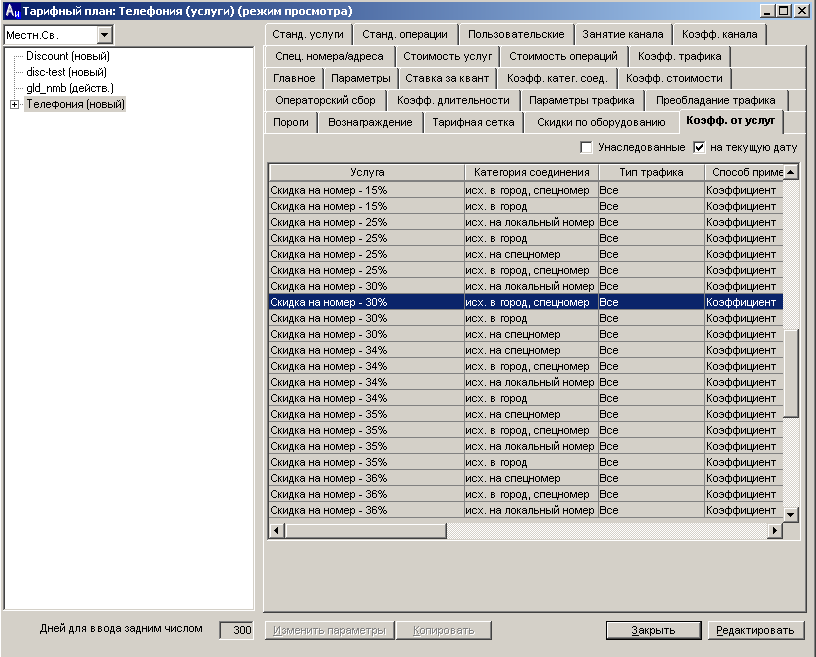 Тарифный план: Телефония (услуги) (режим просмотра)
Местн.Св.
Discount (новый)
disc-test (новый)
gld_nmb (действ.)
Телефония (новый)
Станд. услуги Станд. операции Пользовательские Занятие канала Коэфф. канала
Спец. номера/адреса Стоимость услуг Стоимость операций Коэфф. трафика
Главное Параметры Ставка за квант Коэфф. катег. соед. Коэфф. стоимости
Операторский сбор Коэфф. длительности Параметры трафика Преобладание трафика
Пороги Вознаграждение Тарифная сетка Скидки по оборудованию Коэфф. от услуг
Унаследованные на текущую дату
Услуга Категория соединения Тип трафика Способ приме
Скидка на номер - 15% исх. в город, спецномер Все Коэффициент
Скидка на номер - 15% исх. в город Все Коэффициент
Скидка на номер - 25% исх. на локальный номер Все Коэффициент
Скидка на номер - 25% исх. в город Все Коэффициент
Скидка на номер - 25% исх. на спецномер Все Коэффициент
Скидка на номер - 25% исх. в город, спецномер Все Коэффициент
Скидка на номер - 30% исх. на локальный номер Все Коэффициент
Скидка на номер - 30% исх. в город, спецномер Все Коэффициент
Скидка на номер - 30% исх. в город Все Коэффициент
Скидка на номер - 30% исх. на спецномер Все Коэффициент
Скидка на номер - 34% исх. на спецномер Все Коэффициент
Скидка на номер - 34% исх. в город, спецномер Все Коэффициент
Скидка на номер - 34% исх. на локальный номер Все Коэффициент
Скидка на номер - 34% исх. в город Все Коэффициент
Скидка на номер - 35% исх. на спецномер Все Коэффициент
Скидка на номер - 35% исх. в город, спецномер Все Коэффициент
Скидка на номер - 35% исх. на локальный номер Все Коэффициент
Скидка на номер - 35% исх. в город Все Коэффициент
Скидка на номер - 36% исх. на спецномер Все Коэффициент
Скидка на номер - 36% исх. в город, спецномер Все Коэффициент
Скидка на номер - 36% исх. на локальный номер Все Коэффициент
Дней для ввода задним числом 300 Изменить параметры Копировать Закрыть Редактировать